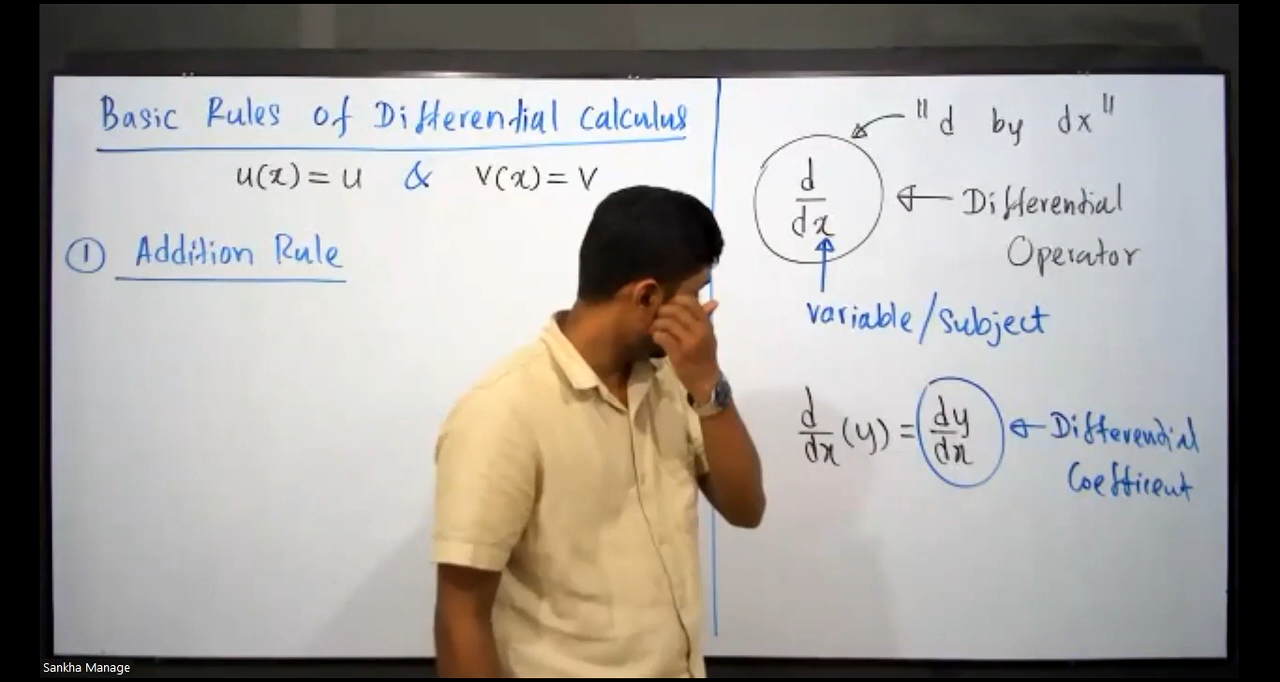 Basic Rules of Differential Calculus
u(x) = u & v(x) = v
① Addition Rule
"d by dx"
d/dx ← Differential
Operator
variable/Subject
d/dx (y) = dy/dx ← Differential
Coefficient
Sankha Manage